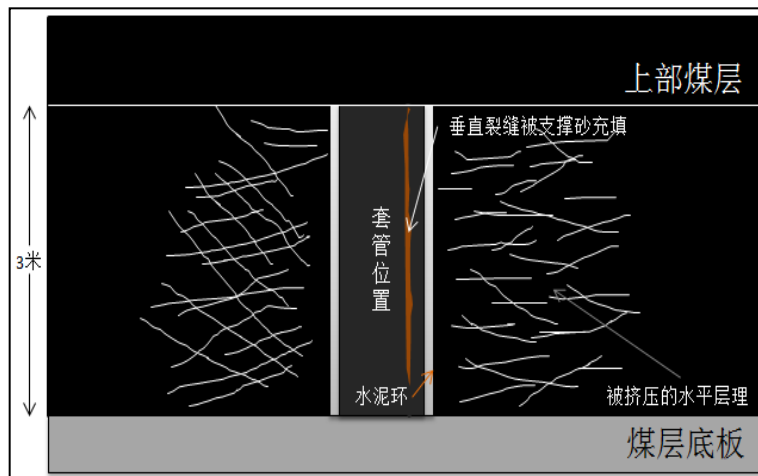 上部煤层
垂直裂缝被支撑砂充填
套管位置
3米
水泥环
被挤压的水平层理
煤层底板